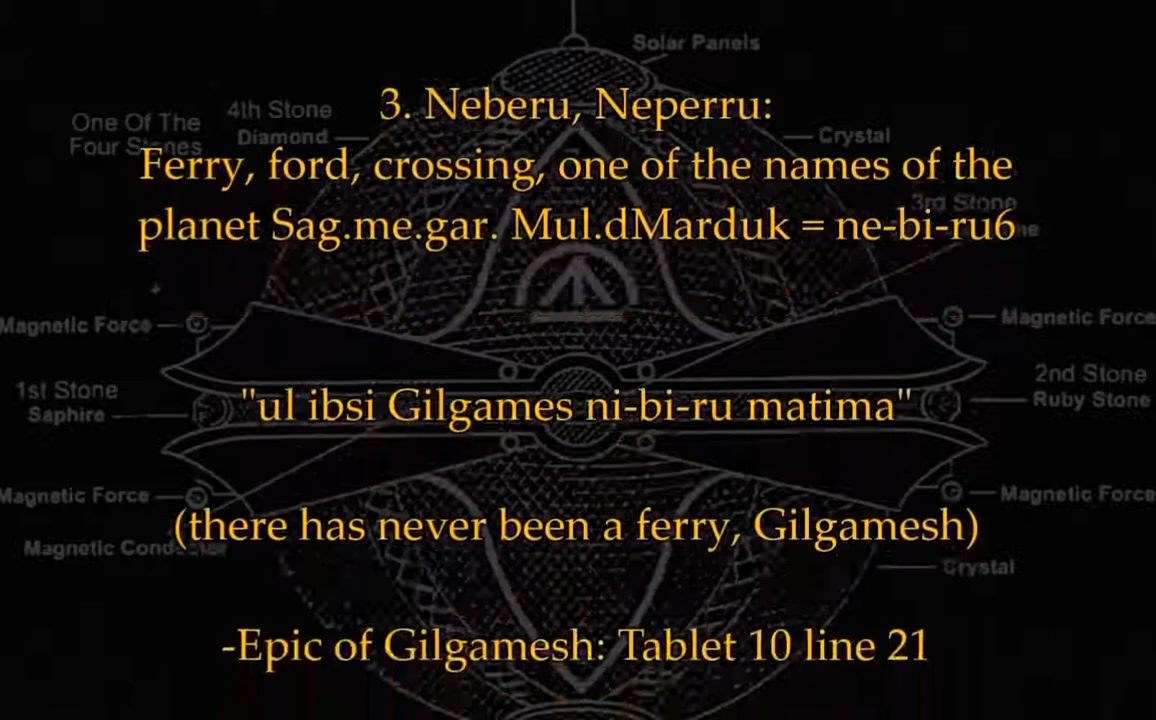 Solar Panels
One Of The
Four Stones
4th Stone
Diamond
3. Neberu, Neperru:
Crystal
Ferry, ford, crossing, one of the names of the
3rd Stone
planet Sag.me.gar. Mul.dMarduk = ne-bi-ru6
Magnetic Force
Magnetic Force
1st Stone
Saphire
2nd Stone
Ruby Stone
"ul ibsi Gilgames ni-bi-ru matima"
Magnetic Force
Magnetic Force
(there has never been a ferry, Gilgamesh)
Magnetic
Crystal
-Epic of Gilgamesh: Tablet 10 line 21